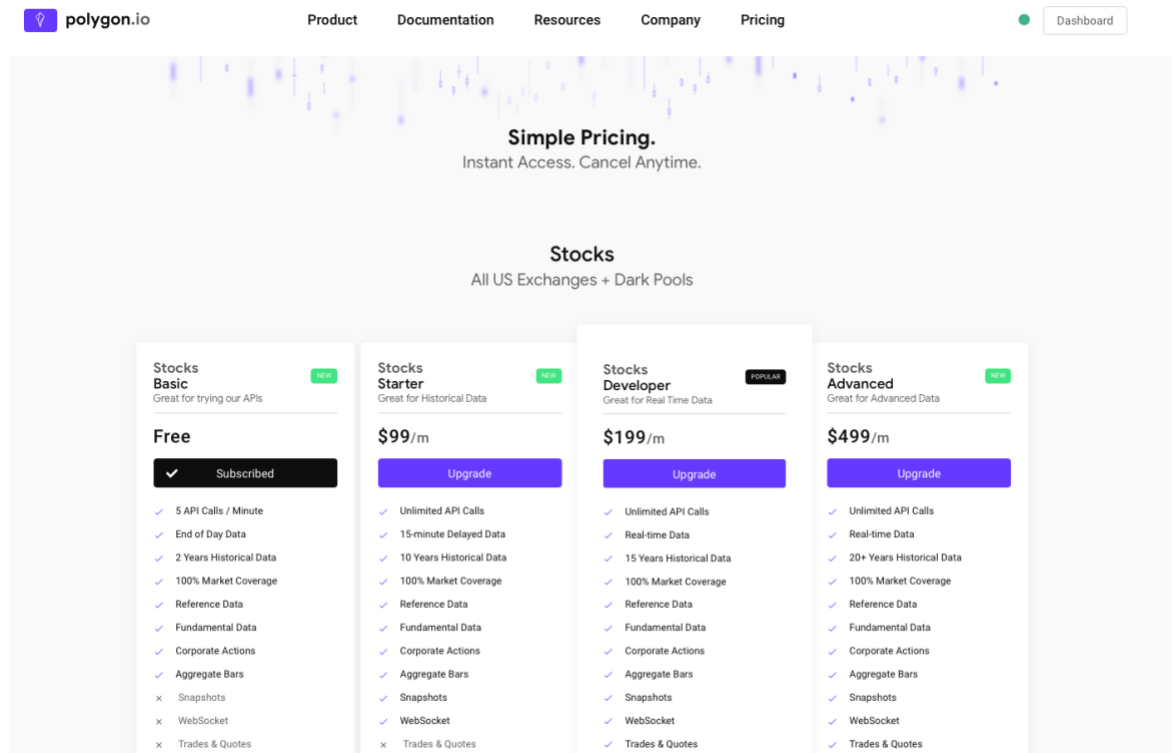 polygon.io
Product Documentation Resources Company Pricing
Dashboard
Simple Pricing.
Instant Access. Cancel Anytime.
Stocks
All US Exchanges + Dark Pools
Stocks
Basic
NEW
Great for trying our APIs
Free
Subscribed
5 API Calls / Minute
End of Day Data
2 Years Historical Data
100% Market Coverage
Reference Data
Fundamental Data
Corporate Actions
Aggregate Bars
Snapshots
WebSocket
Trades & Quotes
Stocks
Starter
NEW
Great for Historical Data
$99/m
Upgrade
Unlimited API Calls
15-minute Delayed Data
10 Years Historical Data
100% Market Coverage
Reference Data
Fundamental Data
Corporate Actions
Aggregate Bars
Snapshots
WebSocket
Trades & Quotes
Stocks
Developer
POPULAR
Great for Real Time Data
$199/m
Upgrade
Unlimited API Calls
Real-time Data
15 Years Historical Data
100% Market Coverage
Reference Data
Fundamental Data
Corporate Actions
Aggregate Bars
Snapshots
WebSocket
Trades & Quotes
Stocks
Advanced
NEW
Great for Advanced Data
$499/m
Upgrade
Unlimited API Calls
Real-time Data
20+ Years Historical Data
100% Market Coverage
Reference Data
Fundamental Data
Corporate Actions
Aggregate Bars
Snapshots
WebSocket
Trades & Quotes